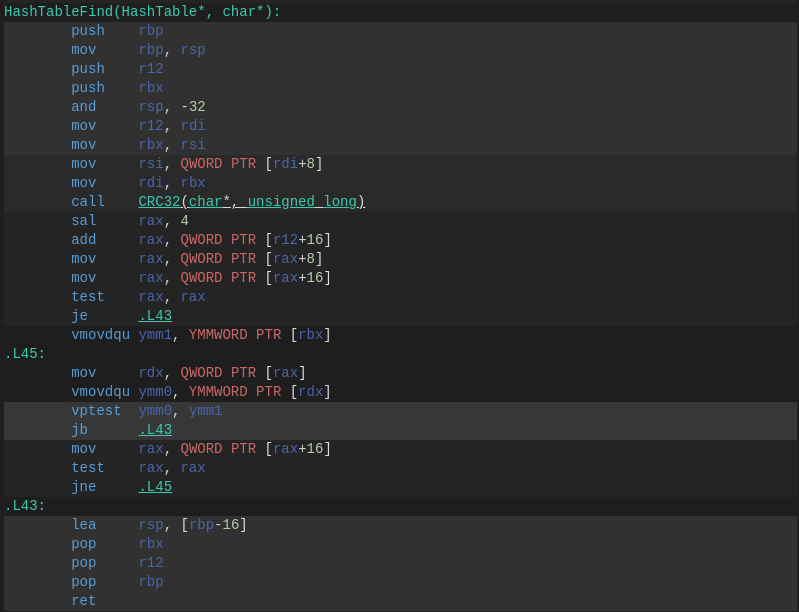 HashTableFind(HashTable*, char*):
        push    rbp
        mov     rbp, rsp
        push    r12
        push    rbx
        and     rsp, -32
        mov     r12, rdi
        mov     rbx, rsi
        mov     rsi, QWORD PTR [rdi+8]
        mov     rdi, rbx
        call    CRC32(char*, unsigned long)
        sal     rax, 4
        add     rax, QWORD PTR [r12+16]
        mov     rax, QWORD PTR [rax+8]
        mov     rax, QWORD PTR [rax+16]
        test    rax, rax
        je      .L43
        vmovdqu ymm1, YMMWORD PTR [rbx]
.L45:
        mov     rdx, QWORD PTR [rax]
        vmovdqu ymm0, YMMWORD PTR [rdx]
        vptest  ymm0, ymm1
        jb      .L43
        mov     rax, QWORD PTR [rax+16]
        test    rax, rax
        jne     .L45
.L43:
        lea     rsp, [rbp-16]
        pop     rbx
        pop     r12
        pop     rbp
        ret